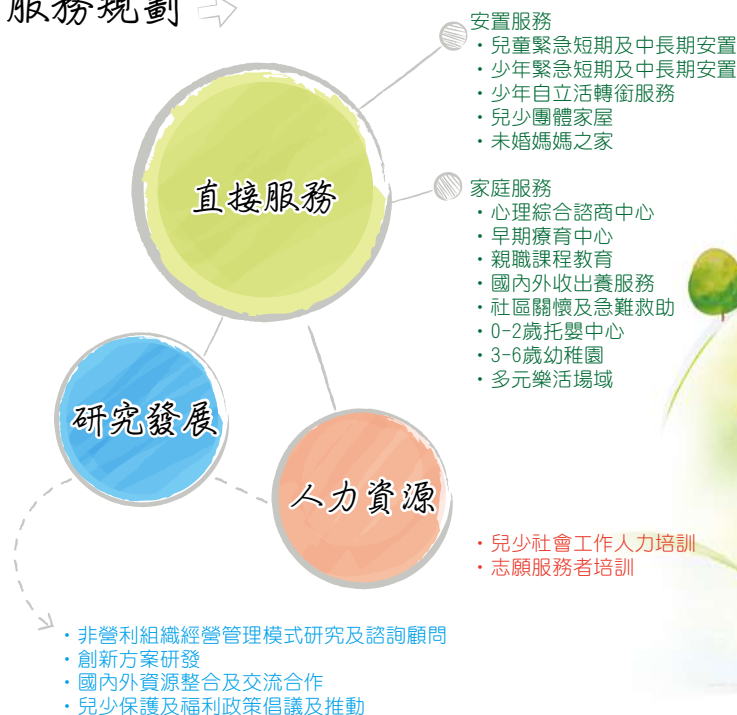 服務規劃
安置服務
・兒童緊急短期及中長期安置
・少年緊急短期及中長期安置
・少年自立活轉銜服務
・兒少團體家屋
・未婚媽媽之家
直接服務
家庭服務
・心理綜合諮商中心
・早期療育中心
・親職課程教育
・國內外收出養服務
・社區關懷及急難救助
・0-2歲托嬰中心
・3-6歲幼稚園
・多元樂活場域
研究發展
人力資源
・兒少社會工作人力培訓
・志願服務者培訓
・非營利組織經營管理模式研究及諮詢顧問
・創新方案研發
・國內外資源整合及交流合作
・兒少保護及福利政策倡議及推動